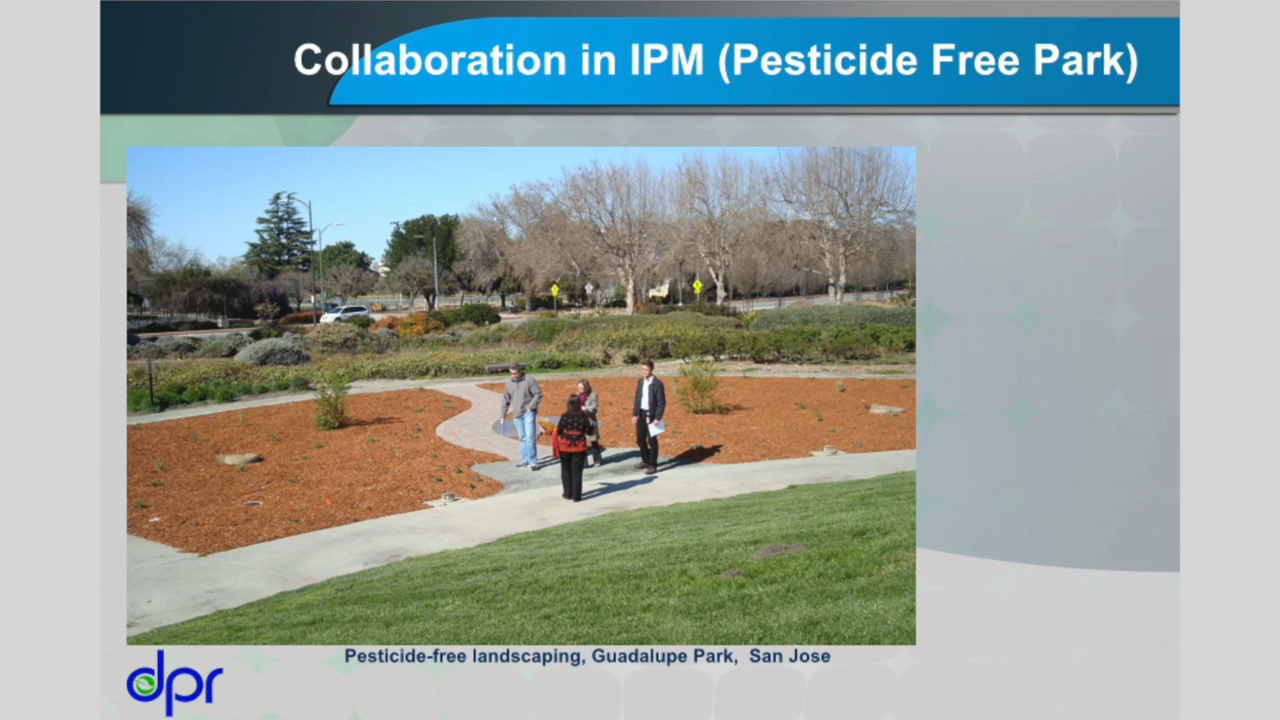 Collaboration in IPM (Pesticide Free Park)
Pesticide-free landscaping, Guadalupe Park, San Jose
dpr